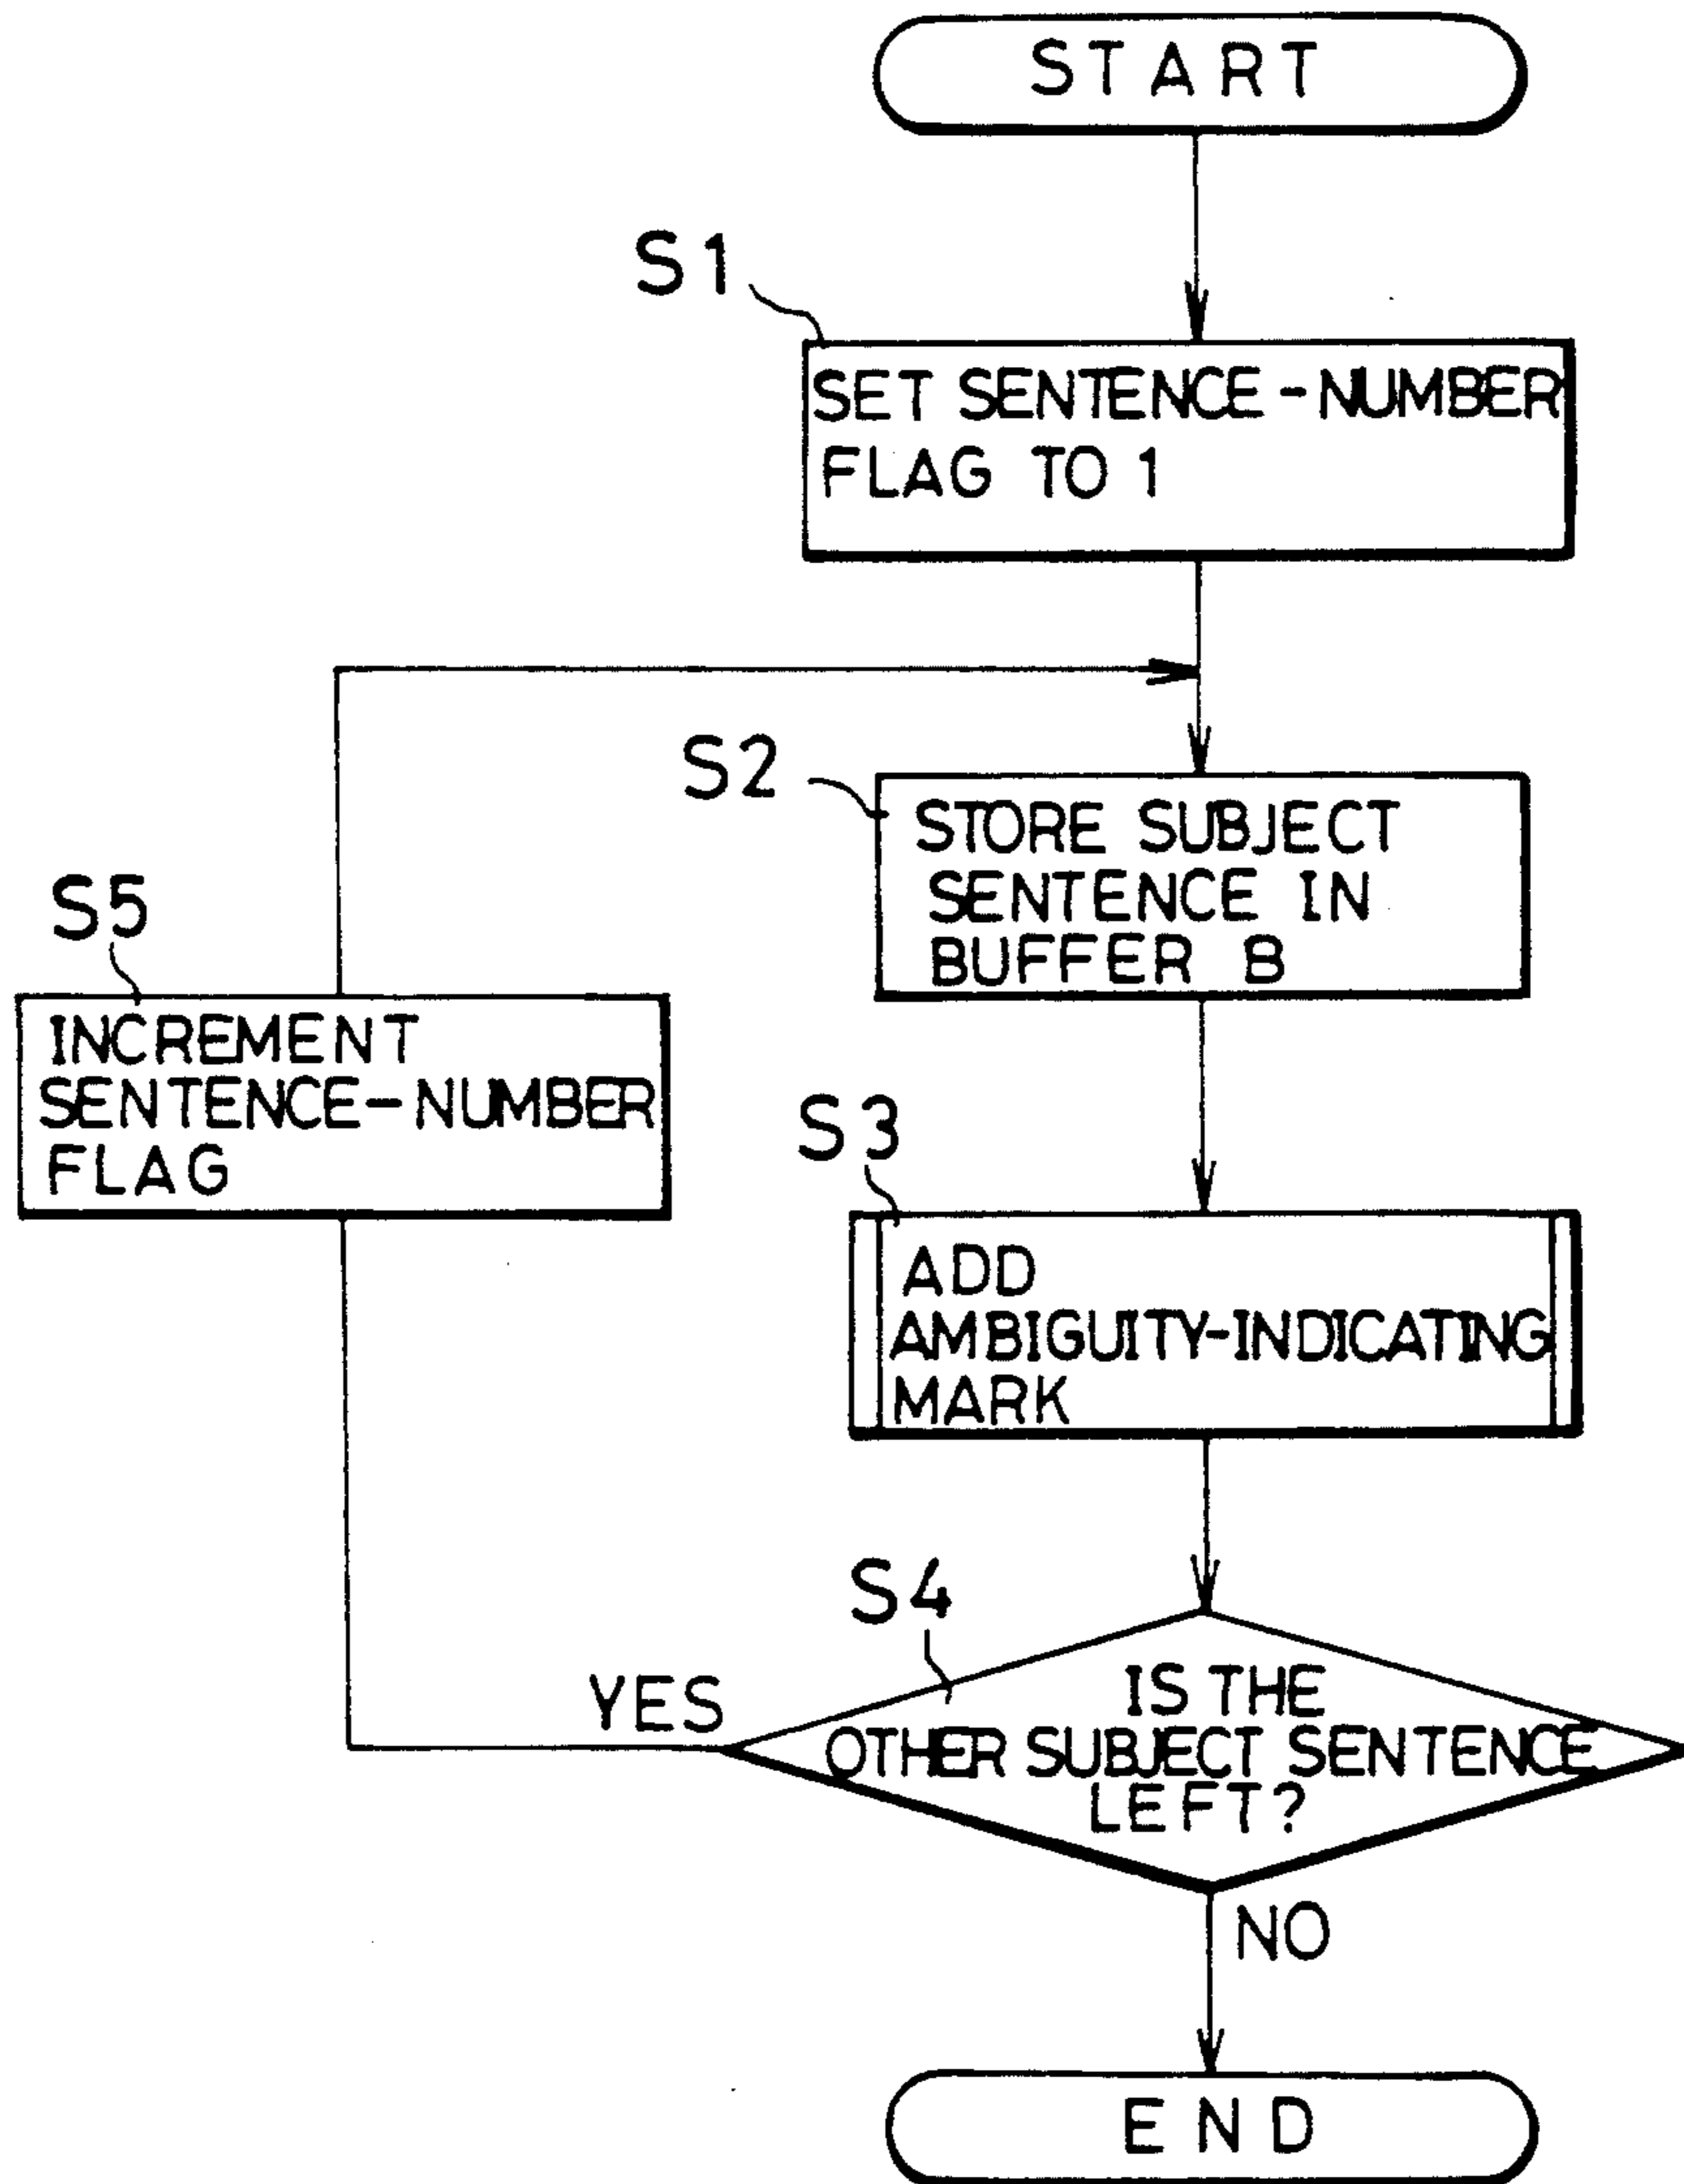 START
S1
SET SENTENCE-NUMBER
FLAG TO 1
S2
STORE SUBJECT
SENTENCE IN
BUFFER B
S5
INCREMENT
SENTENCE-NUMBER
FLAG
S3
ADD
AMBIGUITY-INDICATING
MARK
S4
YES
IS THE
OTHER SUBJECT SENTENCE
LEFT?
NO
END